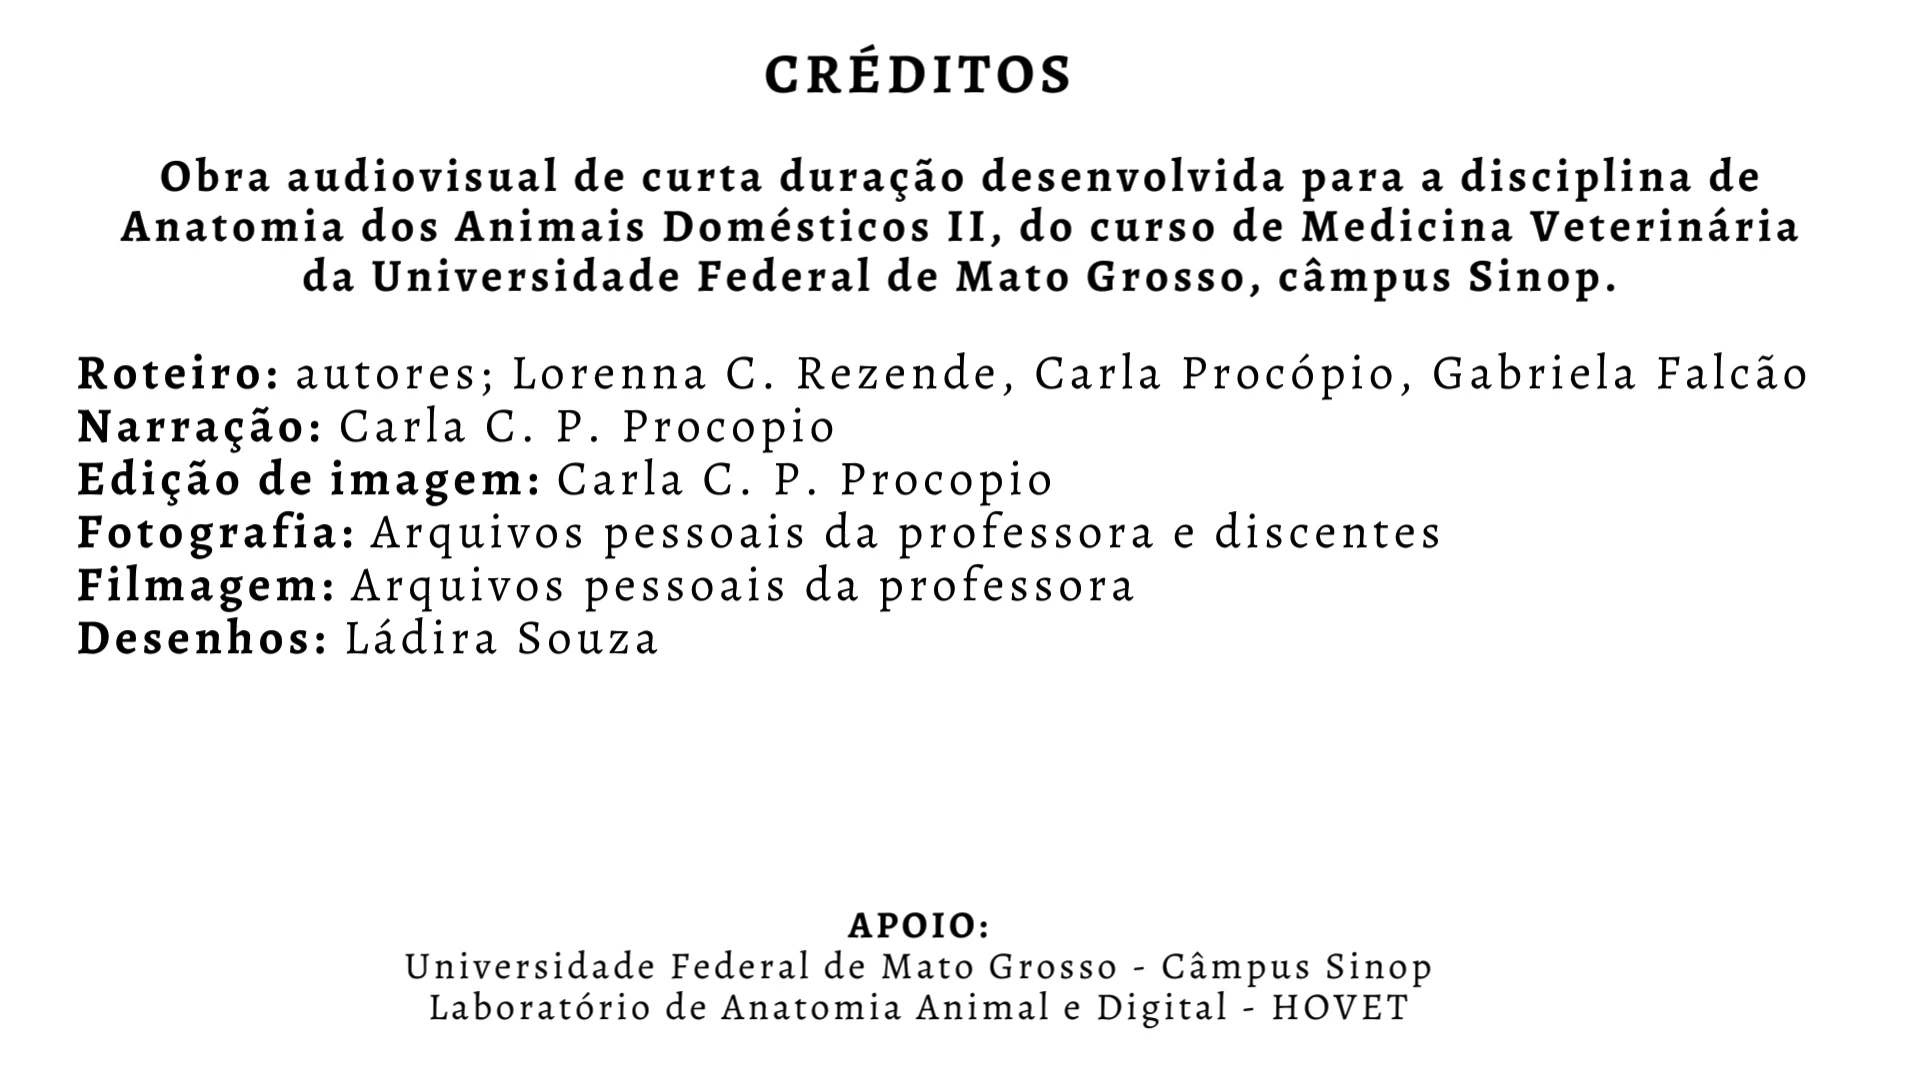 CRÉDITOS
Obra audiovisual de curta duração desenvolvida para a disciplina de
Anatomia dos Animais Domésticos II, do curso de Medicina Veterinária
da Universidade Federal de Mato Grosso, câmpus Sinop.
Roteiro: autores; Lorenna C. Rezende, Carla Procópio, Gabriela Falcão
Narração: Carla C. P. Procopio
Edição de imagem: Carla C. P. Procopio
Fotografia: Arquivos pessoais da professora e discentes
Filmagem: Arquivos pessoais da professora
Desenhos: Ládira Souza
APOIO:
Universidade Federal de Mato Grosso - Câmpus Sinop
Laboratório de Anatomia Animal e Digital - HOVET